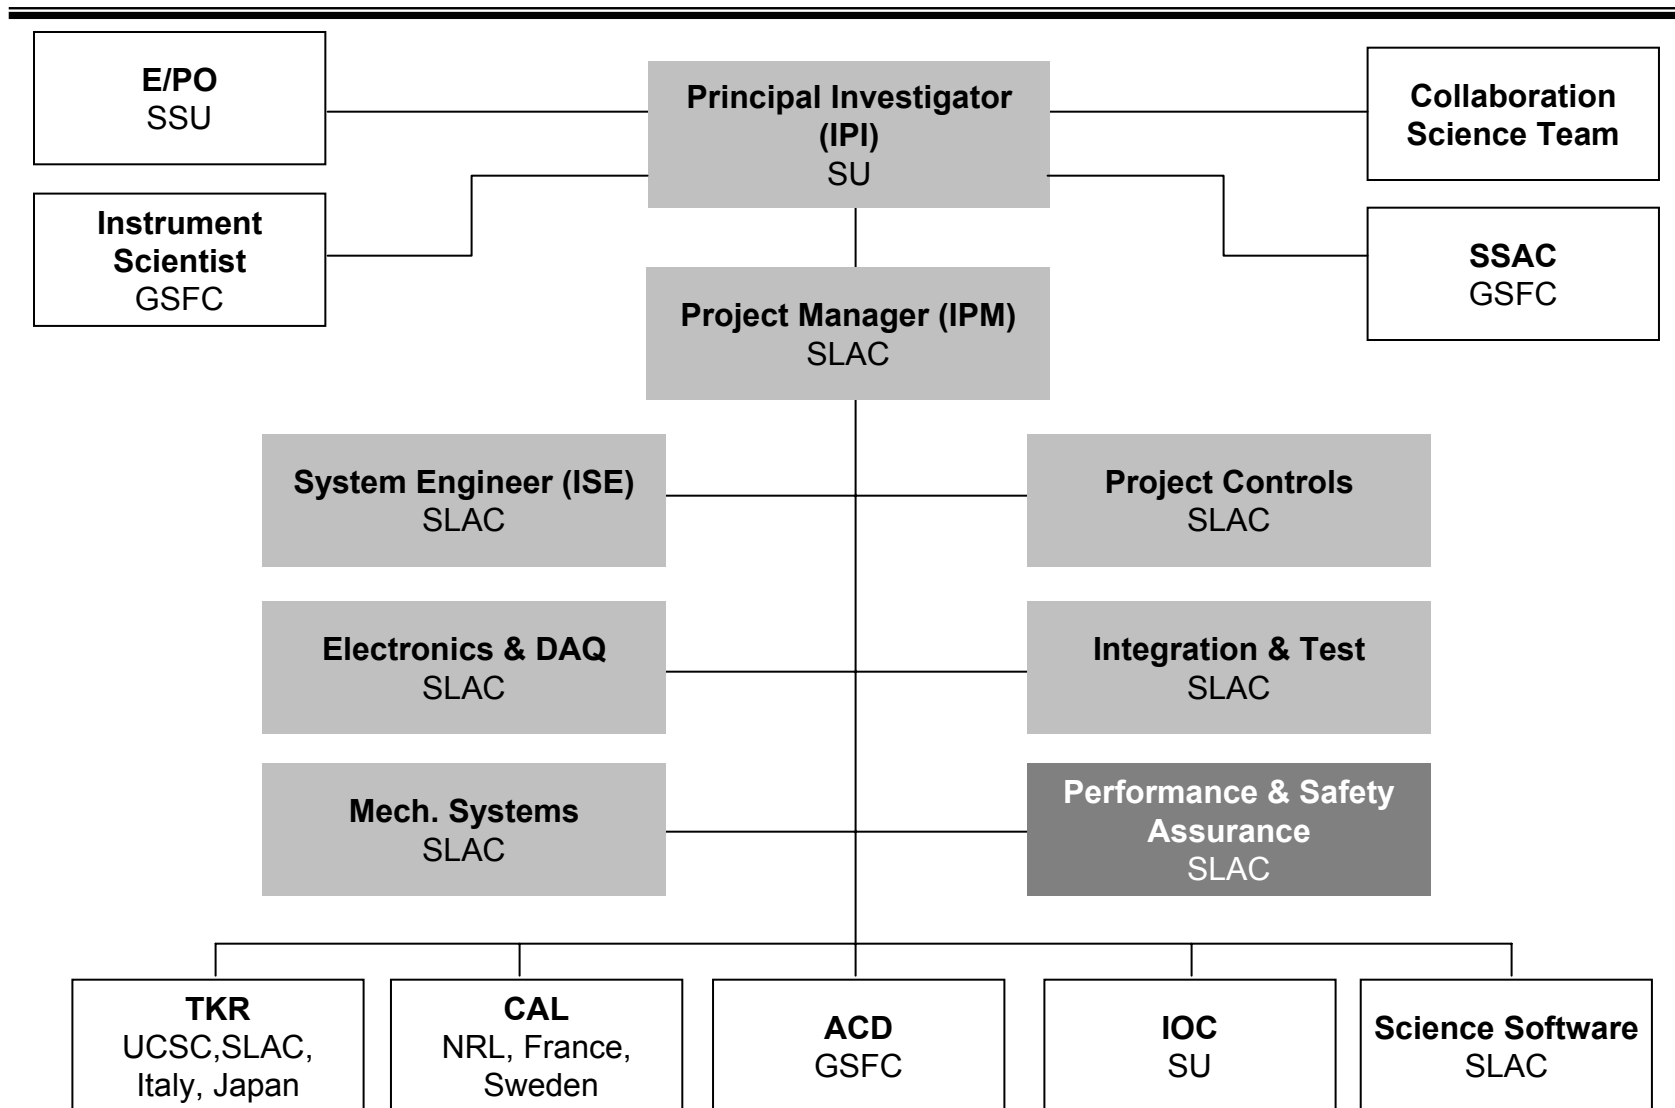 E/PO
SSU
Principal Investigator
(IPI)
SU
Collaboration
Science Team
Instrument
Scientist
GSFC
SSAC
GSFC
Project Manager (IPM)
SLAC
System Engineer (ISE)
SLAC
Project Controls
SLAC
Electronics & DAQ
SLAC
Integration & Test
SLAC
Mech. Systems
SLAC
Performance & Safety
Assurance
SLAC
TKR
UCSC,SLAC,
Italy, Japan
CAL
NRL, France,
Sweden
ACD
GSFC
IOC
SU
Science Software
SLAC